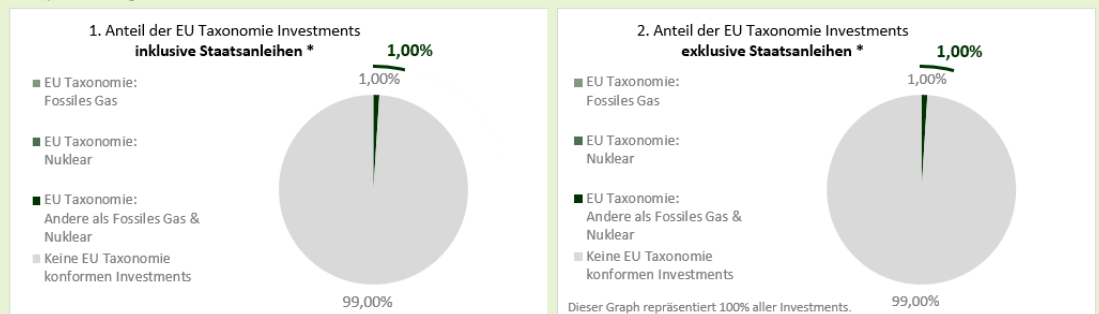 1. Anteil der EU Taxonomie Investments
inklusive Staatsanleihen *
1,00%
1,00%
EU Taxonomie:
Fossiles Gas
EU Taxonomie:
Nuklear
EU Taxonomie:
Andere als Fossiles Gas &
Nuklear
Keine EU Taxonomie
konformen Investments
99,00%
2. Anteil der EU Taxonomie Investments
exklusive Staatsanleihen *
1,00%
1,00%
EU Taxonomie:
Fossiles Gas
EU Taxonomie:
Nuklear
EU Taxonomie:
Andere als Fossiles Gas &
Nuklear
Keine EU Taxonomie
konformen Investments
99,00%
Dieser Graph repräsentiert 100% aller Investments.